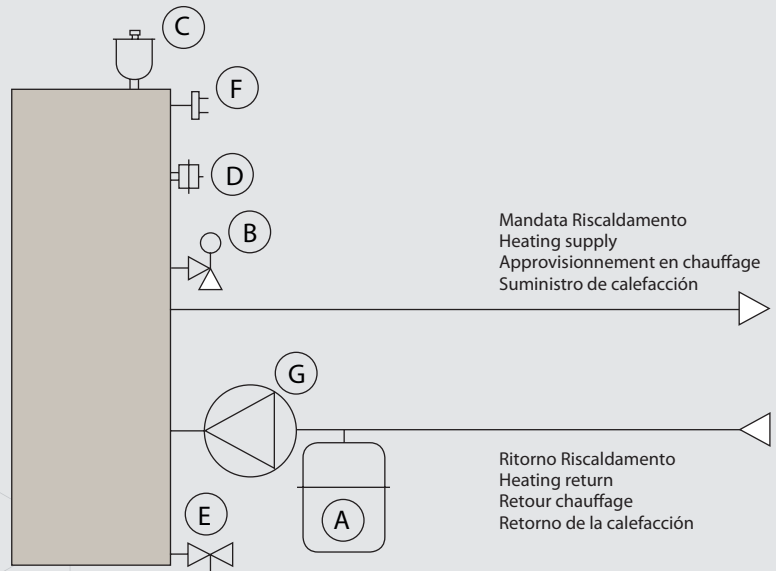 C
F
D
B
Mandata Riscaldamento
Heating supply
Approvisionnement en chauffage
Suministro de calefacción
G
Ritorno Riscaldamento
Heating return
Retour chauffage
Retorno de la calefacción
E
A